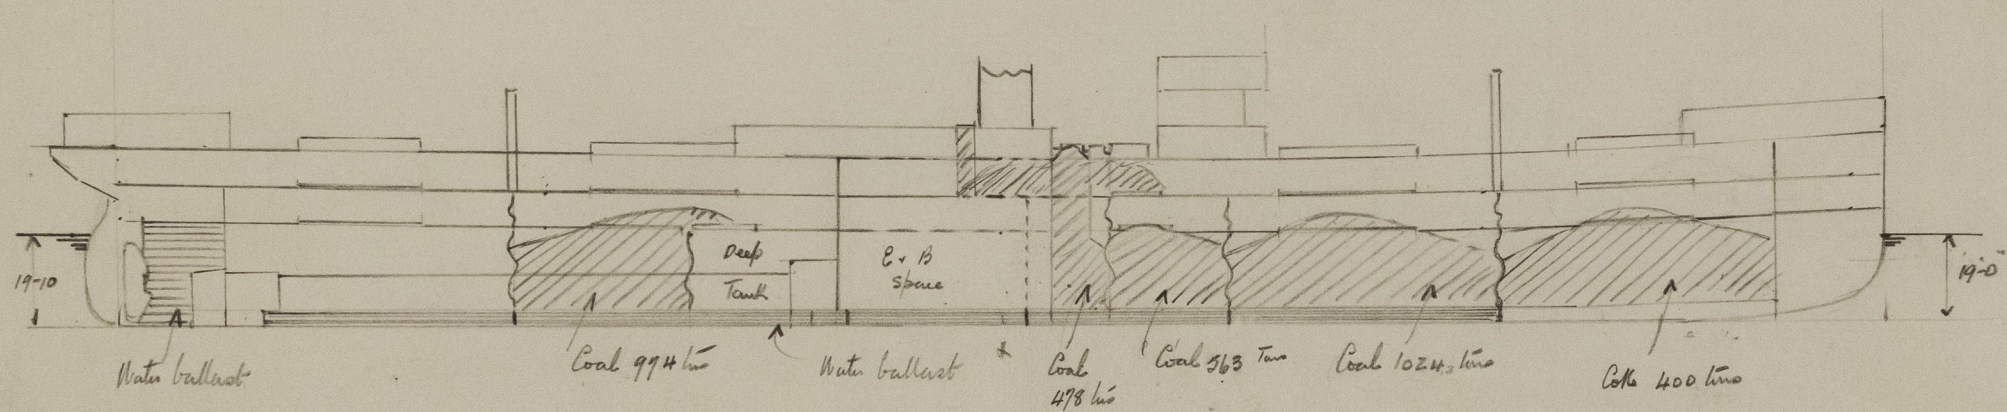 Deep
Tank
E & B
space
19-10
19-0"
Water ballast
Coal 994 tons
Water ballast
Coal
478 tons
Coal 563 Tons
Coal 1024 tons
Coke 400 tons